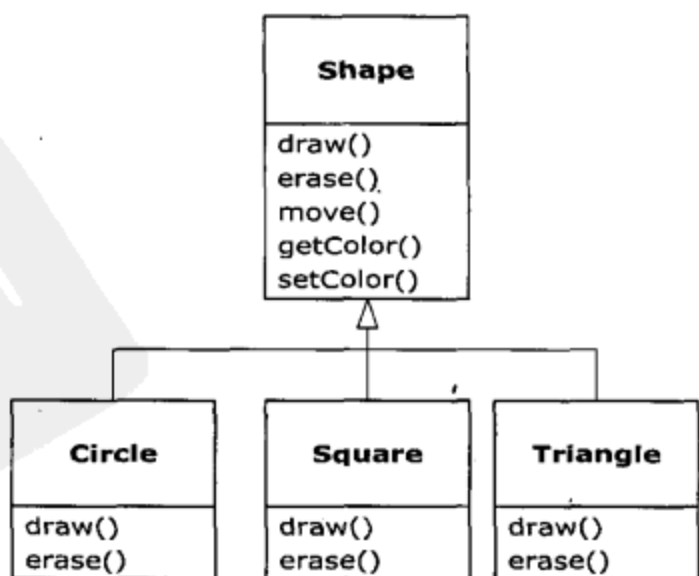 Shape
draw()
erase()
move()
getColor()
setColor()
Circle
Square
Triangle
draw()
erase()
draw()
erase()
draw()
erase()